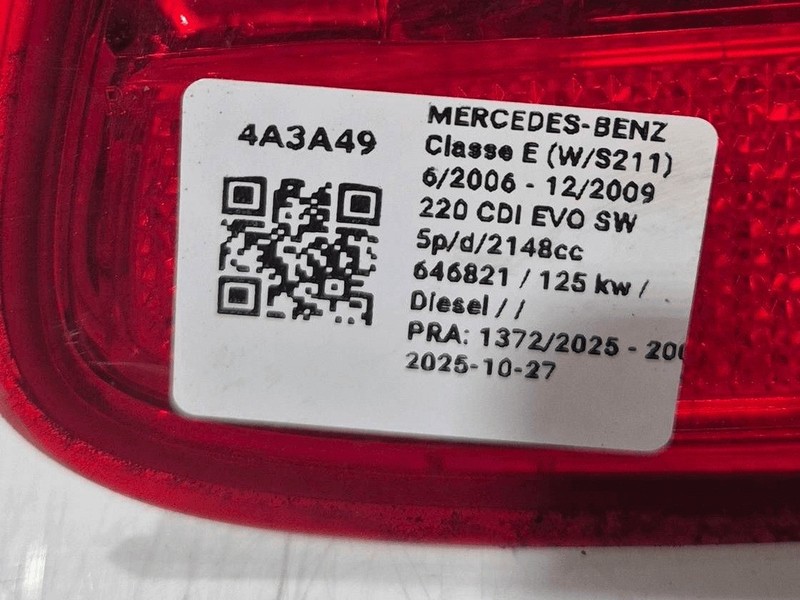 4A3A49
MERCEDES-BENZ
Classe E (W/S211)
6/2006 - 12/2009
220 CDI EVO SW
5p/d/2148cc
646821 / 125 kw /
Diesel / /
PRA: 1372/2025 - 200
2025-10-27